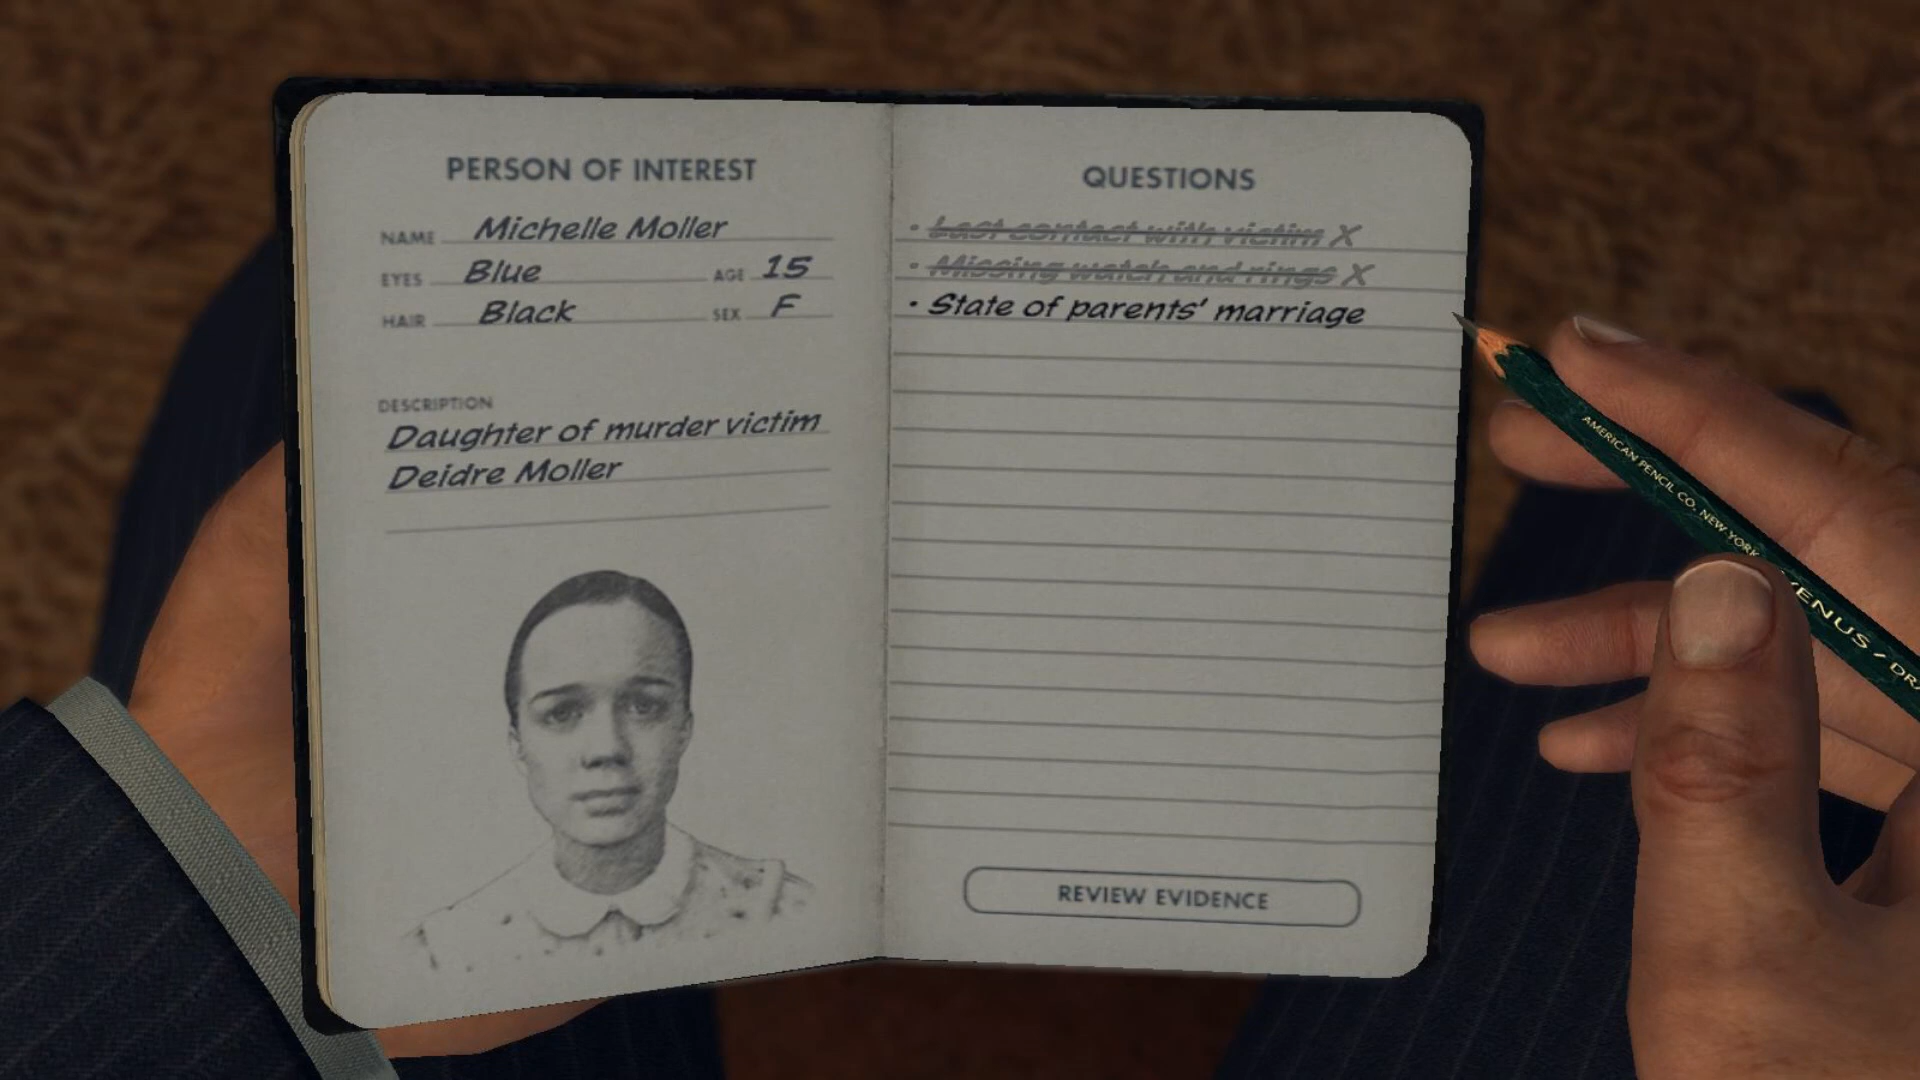 PERSON OF INTEREST
NAME Michelle Moller
EYES Blue AGE 15
HAIR Black SEX F
DESCRIPTION
Daughter of murder victim
Deidre Moller
QUESTIONS
• Last contact with victim X
• Missing watch and rings X
• State of parents' marriage
REVIEW EVIDENCE
AMERICAN PENCIL CO. NEW YORK
VENUS / DRA